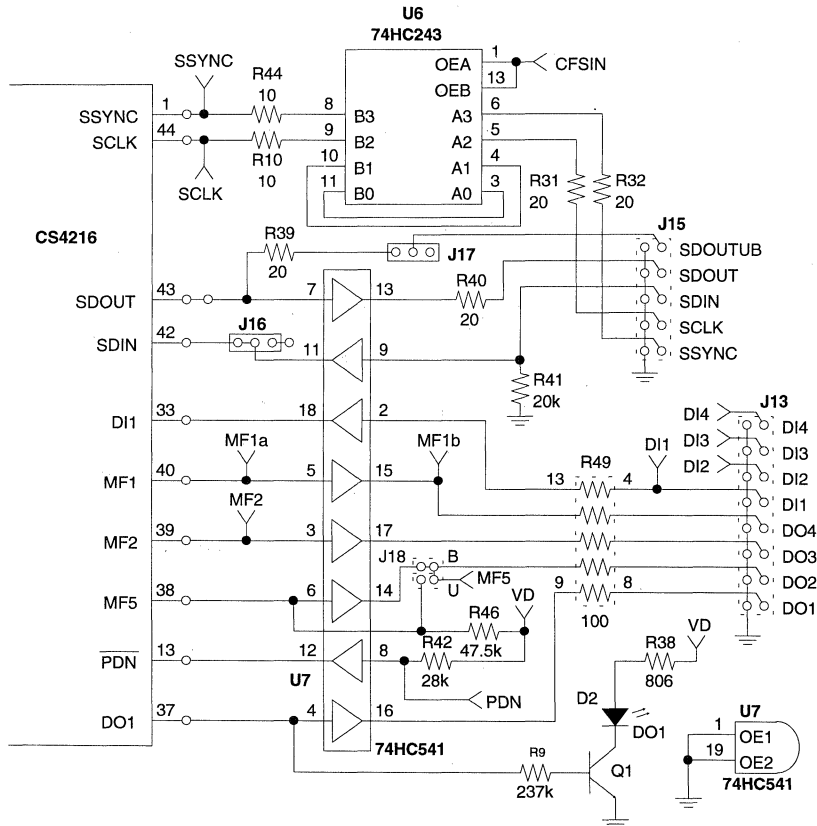 U6
74HC243
SSYNC
R44
10
1
SSYNC
44
SCLK
R10
10
SCLK
8
B3
9
B2
10
B1
11
B0
OEA
1
OEB
13
CFSIN
A3
6
A2
5
A1
4
A0
3
R31
20
R32
20
CS4216
R39
20
J17
J15
SDOUTUB
SDOUT
SDIN
SCLK
SSYNC
43
SDOUT
7
13
R40
20
42
SDIN
J16
11
9
R41
20k
33
DI1
18
2
MF1a
40
MF1
5
15
MF1b
MF2
39
MF2
3
17
R49
13
4
DI1
J13
DI4
DI4
DI3
DI3
DI2
DI2
DI1
DO4
DO3
DO2
DO1
J18
B
U
MF5
38
MF5
6
14
9
8
100
VD
R46
47.5k
13
PDN
12
8
R42
28k
PDN
U7
37
DO1
4
16
74HC541
R9
237k
R38
806
VD
D2
DO1
Q1
U7
1
OE1
19
OE2
74HC541